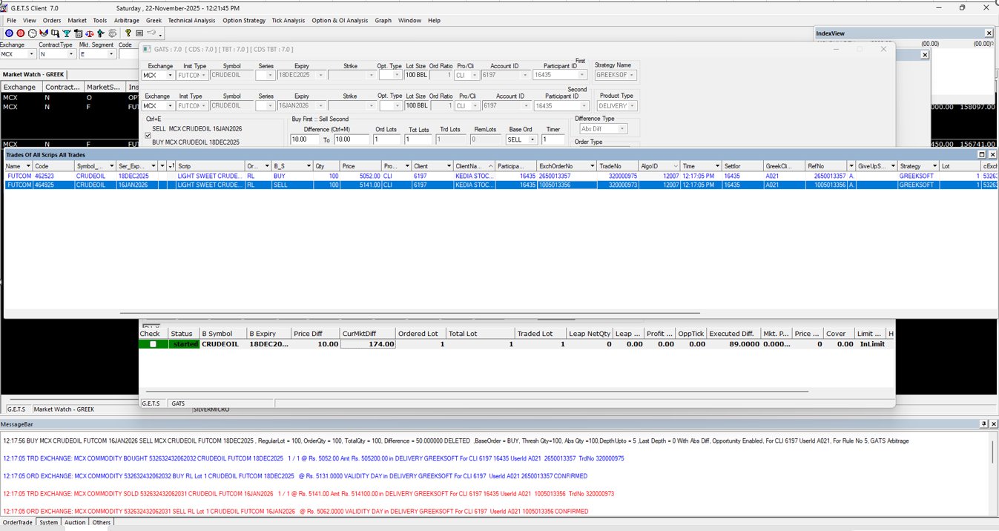 G.E.T.S Client 7.0 Saturday , 22-November-2025 - 12:21:45 PM
File View Orders Market Tools Arbitrage Greek Technical Analysis Option Strategy Tick Analysis Option & OI Analysis Graph Window Help
IndexView
Exchange ContractType Mkt. Segment Code
(00.00) (00.00)
MCX N E
GATS : 7.0 [ CDS : 7.0 ] [ TBT : 7.0 ] [ CDS TBT : 7.0 ]
First
Exchange Inst Type Symbol Series Expiry Strike Opt. Type Lot Size Ord Ratio Pro/Cli Account ID Participant ID Strategy Name
MCX FUTCOM CRUDEOIL 18DEC2025 100 BBL 1 CLI 6197 16435 GREEKSOF
Market Watch - GREEK
Second
Exchange Contract... MarketS... Ins
Exchange Inst Type Symbol Series Expiry Strike Opt. Type Lot Size Ord Ratio Pro/Cli Account ID Participant ID Product Type
MCX N O OP
MCX FUTCOM CRUDEOIL 16JAN2026 100 BBL 1 CLI 6197 16435 DELIVERY
MCX N F FU
000.00 158097.00
Ctrl+E Buy First :: Sell Second Difference Type
SELL MCX CRUDEOIL 16JAN2026
Difference (Ctrl+M) Ord Lots Tot Lots Trd Lots RemLots Base Ord Timer Abs Diff
BUY MCX CRUDEOIL 18DEC2025
10.00 To 10.00 1 1 1 0 SELL 1 Order Type
MCX N F FUT
450.00 156741.00
Trades Of All Scrips All Trades
Name Code Symbol_... Ser_Exp... Scrip Or... B_S Qty Price Pro... Client ClientNa... Participa... ExchOrderNo TradeNo AlgoID Time Settlor GreekCli... RefNo GiveUpS... Strategy Lot cExcl
FUTCOM 462523 CRUDEOIL 18DEC2025 LIGHT SWEET CRUDE... RL BUY 100 5052.00 CLI 6197 KEDIA STOC... 16435 2650013357 320000975 12007 12:17:05 PM 16435 A021 2650013357 A. GREEKSOFT 1 5326
FUTCOM 464925 CRUDEOIL 16JAN2026 LIGHT SWEET CRUDE... RL SELL 100 5141.00 CLI 6197 KEDIA STOC... 16435 1005013356 320000973 12007 12:17:05 PM 16435 A021 1005013356 A. GREEKSOFT 1 5326
Check Status B Symbol B Expiry Price Diff CurMktDiff Ordered Lot Total Lot Traded Lot Leap NetQty Leap ... Profit ... OppTick Executed Diff. Mkt. P... Price ... Cover Limit ... H
started CRUDEOIL 18DEC20... 10.00 174.00 1 1 1 0 0.00 0.00 0.00 89.0000 0.000... 0 0.00 InLimit
G.E.T.S GATS
G.E.T.S Market Watch - GREEK SILVERMICRO
MessageBar
12:17:56 BUY MCX CRUDEOIL FUTCOM 16JAN2026 SELL MCX CRUDEOIL FUTCOM 18DEC2025 , RegularLot = 100, OrderQty = 100, TotalQty = 100, Difference = 50.000000 DELETED ,BaseOrder = BUY, Thresh Qty=100, Abs Qty =100,DepthUpto = 5 ,Last Depth = 0 With Abs Diff, Opportunity Enabled, For CLI 6197 UserId A021, For Rule No 5, GATS Arbitrage
12:17:05 TRD EXCHANGE: MCX COMMODITY BOUGHT 532632432062032 CRUDEOIL FUTCOM 18DEC2025 1 / 1 @ Rs. 5052.00 Amt Rs. 505200.00 in DELIVERY GREEKSOFT For CLI 6197 16435 UserId A021 2650013357 TrdNo 320000975
12:17:05 ORD EXCHANGE: MCX COMMODITY 532632432062032 BUY RL Lot 1 CRUDEOIL FUTCOM 18DEC2025 @ Rs. 5131.0000 VALIDITY DAY in DELIVERY GREEKSOFT For CLI 6197 UserId A021 2650013357 CONFIRMED
12:17:05 TRD EXCHANGE: MCX COMMODITY SOLD 532632432062031 CRUDEOIL FUTCOM 16JAN2026 1 / 1 @ Rs. 5141.00 Amt Rs. 514100.00 in DELIVERY GREEKSOFT For CLI 6197 16435 UserId A021 1005013356 TrdNo 320000973
12:17:05 ORD EXCHANGE: MCX COMMODITY 532632432062031 SELL RL Lot 1 CRUDEOIL FUTCOM 16JAN2026 @ Rs. 5062.0000 VALIDITY DAY in DELIVERY GREEKSOFT For CLI 6197 UserId A021 1005013356 CONFIRMED
OrderTrade System Auction Others